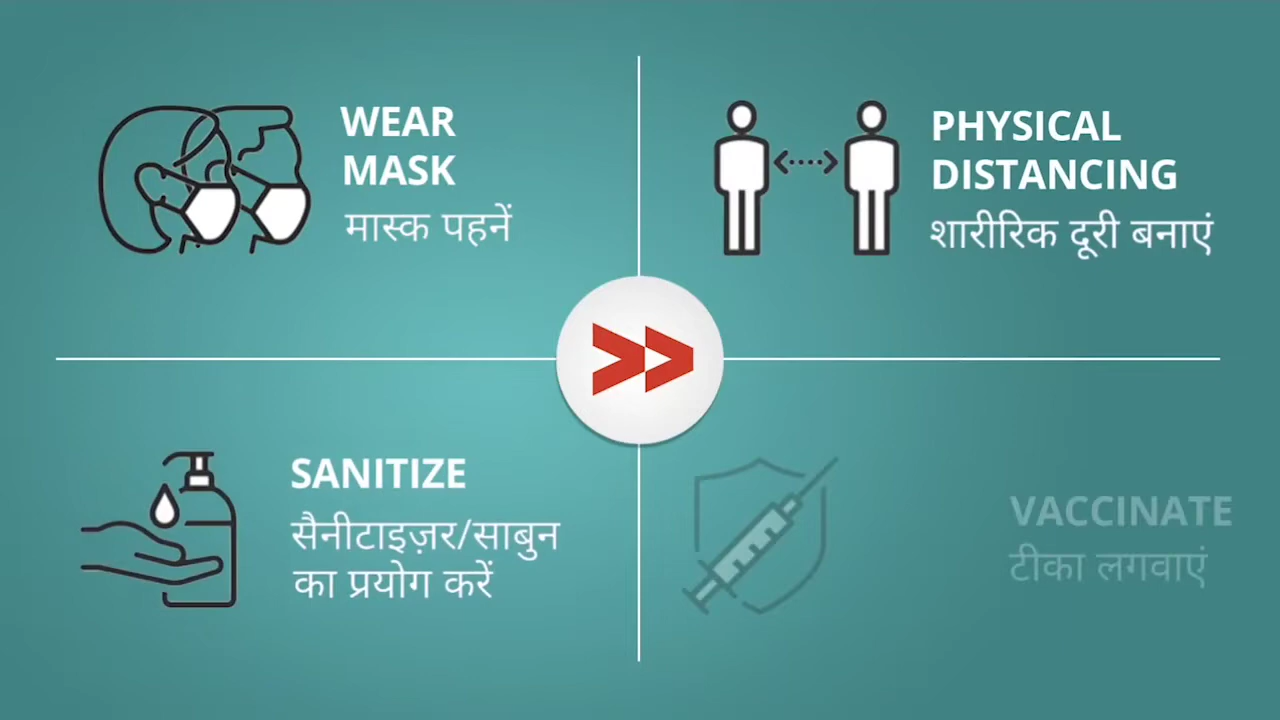 WEAR
MASK
मास्क पहनें
PHYSICAL
DISTANCING
शारीरिक दूरी बनाएं
SANITIZE
सैनीटाइज़र/साबुन
का प्रयोग करें
VACCINATE
टीका लगवाएं